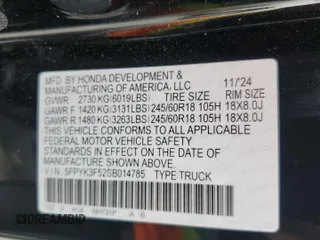 MFD. BY HONDA DEVELOPMENT &
MANUFACTURING OF AMERICA, LLC 11/'24
GVWR 2730 KG(6019LBS) TIRE SIZE RIM SIZE
GAWR F 1420 KG(3131LBS)245/60R18 105H 18X8.0J
GAWR R 1480 KG(3263LBS)245/60R18 105H 18X8.0J
THIS VEHICLE CONFORMS TO ALL APPLICABLE
FEDERAL MOTOR VEHICLE SAFETY STANDARDS
IN EFFECT ON THE DATE OF MANUFACTURE
SHOWN ABOVE.
V.I.N: 5FPYK3F52SB014785 TYPE:TRUCK
DREAMBID